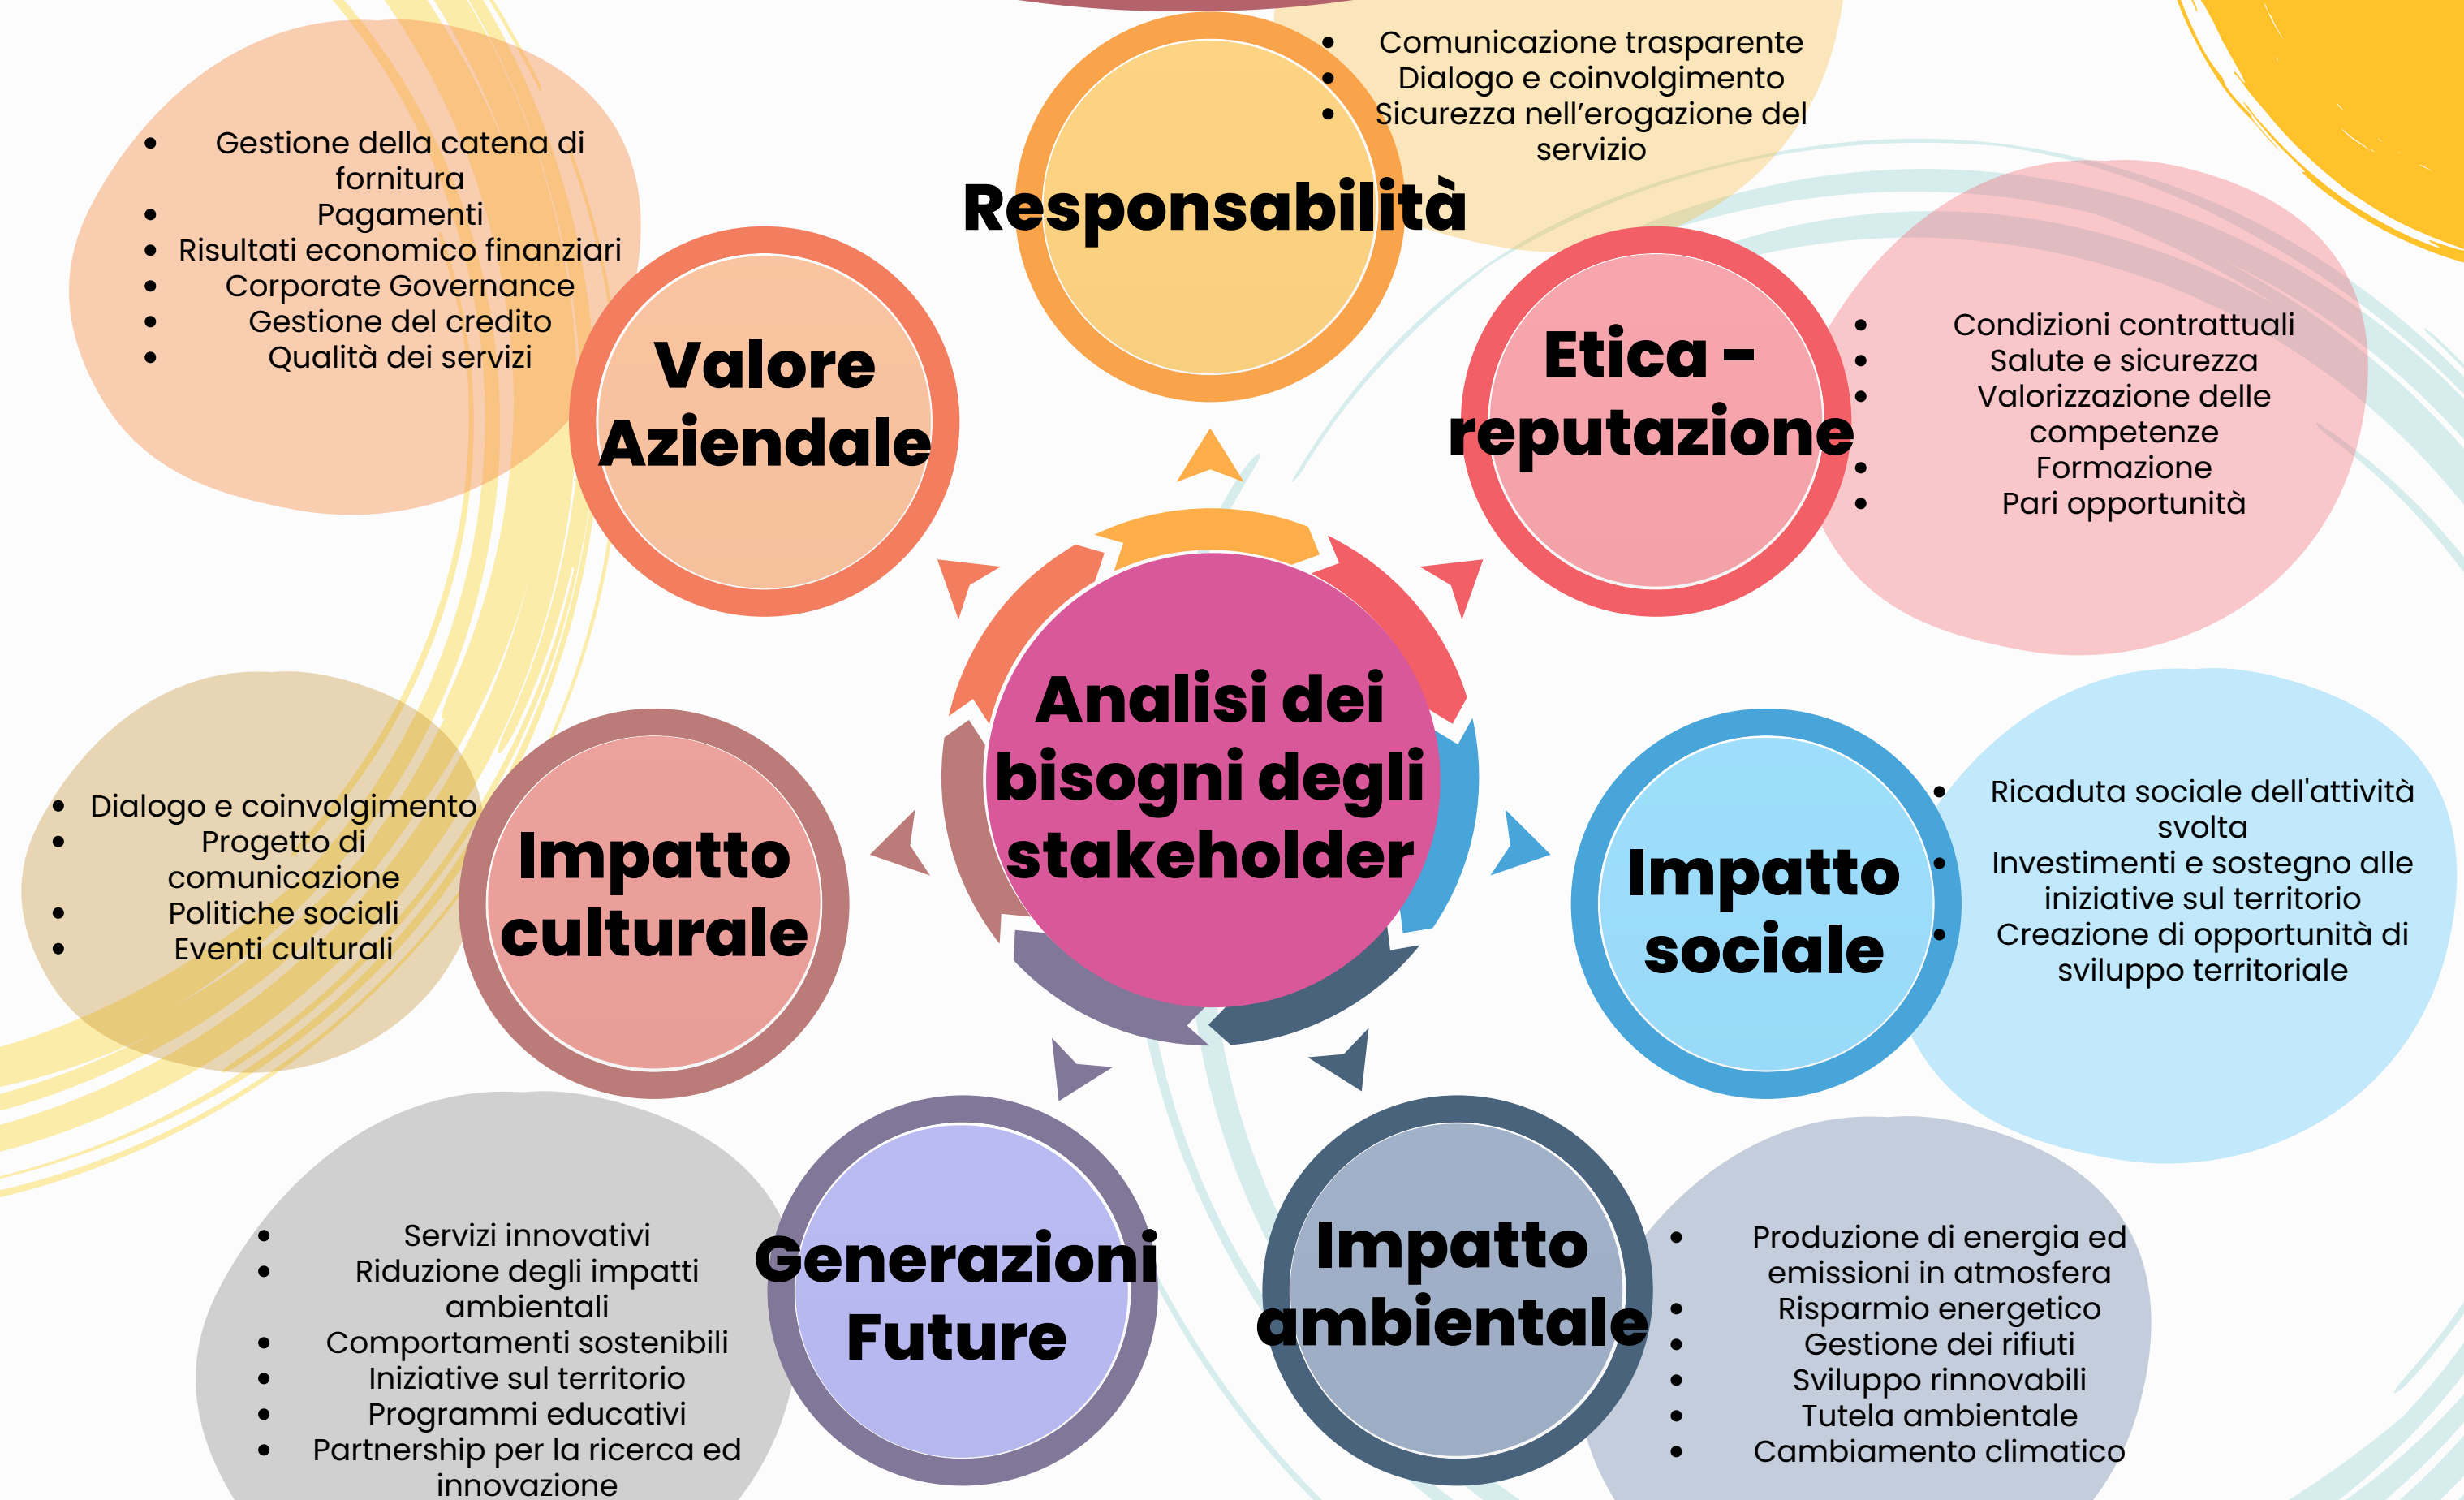 Responsabilità
• Comunicazione trasparente
• Dialogo e coinvolgimento
• Sicurezza nell’erogazione del
servizio
• Gestione della catena di
fornitura
• Pagamenti
• Risultati economico finanziari
• Corporate Governance
• Gestione del credito
• Qualità dei servizi
Valore
Aziendale
Etica -
reputazione
• Condizioni contrattuali
• Salute e sicurezza
• Valorizzazione delle
competenze
• Formazione
• Pari opportunità
Analisi dei
bisogni degli
stakeholder
• Dialogo e coinvolgimento
• Progetto di
comunicazione
• Politiche sociali
• Eventi culturali
Impatto
culturale
Impatto
sociale
• Ricaduta sociale dell'attività
svolta
• Investimenti e sostegno alle
iniziative sul territorio
• Creazione di opportunità di
sviluppo territoriale
• Servizi innovativi
• Riduzione degli impatti
ambientali
• Comportamenti sostenibili
• Iniziative sul territorio
• Programmi educativi
• Partnership per la ricerca ed
innovazione
Generazioni
Future
Impatto
ambientale
• Produzione di energia ed
emissioni in atmosfera
• Risparmio energetico
• Gestione dei rifiuti
• Sviluppo rinnovabili
• Tutela ambientale
• Cambiamento climatico